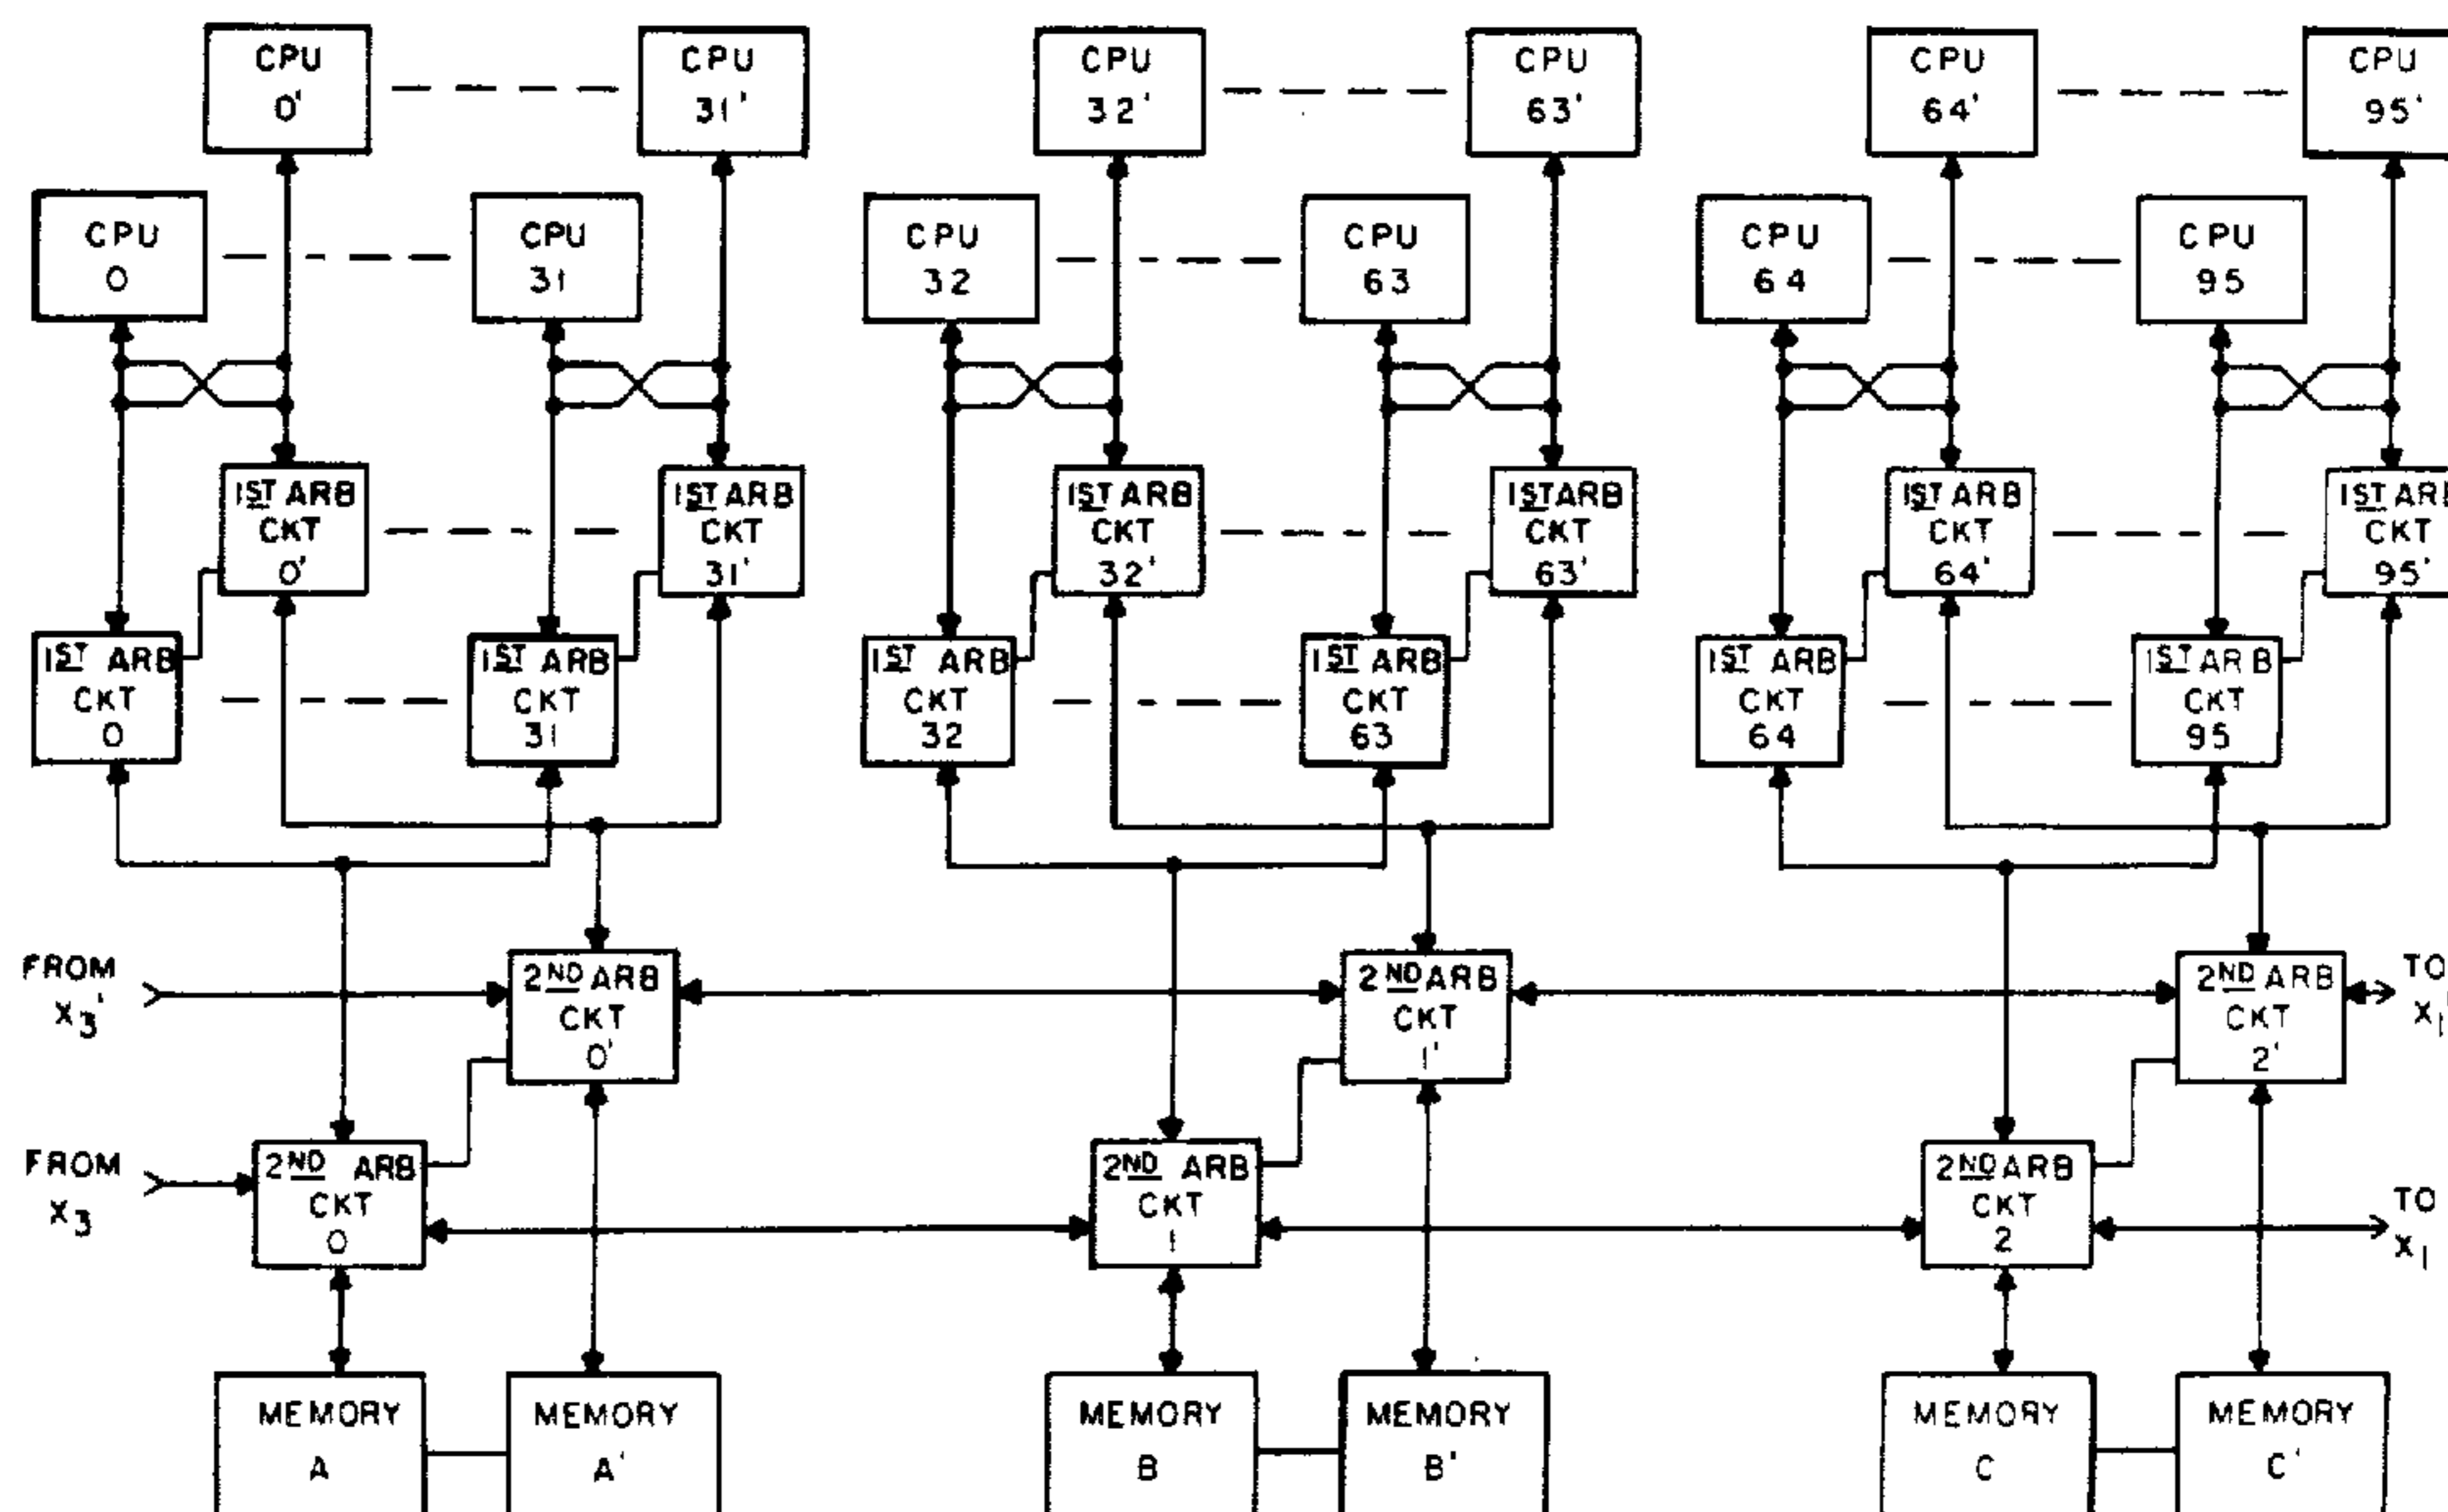 CPU
0'
CPU
31'
CPU
32'
CPU
63'
CPU
64'
CPU
95'
CPU
0
CPU
31
CPU
32
CPU
63
CPU
64
CPU
95
1ST ARB
CKT
0'
1ST ARB
CKT
31'
1ST ARB
CKT
32'
1ST ARB
CKT
63'
1ST ARB
CKT
64'
1ST ARB
CKT
95'
1ST ARB
CKT
0
1ST ARB
CKT
31
1ST ARB
CKT
32
1ST ARB
CKT
63
1ST ARB
CKT
64
1ST ARB
CKT
95
FROM
X3'
2ND ARB
CKT
0'
2ND ARB
CKT
1'
2ND ARB
CKT
2'
TO
X1'
FROM
X3
2ND ARB
CKT
0
2ND ARB
CKT
1
2ND ARB
CKT
2
TO
X1
MEMORY
A
MEMORY
A'
MEMORY
B
MEMORY
B'
MEMORY
C
MEMORY
C'